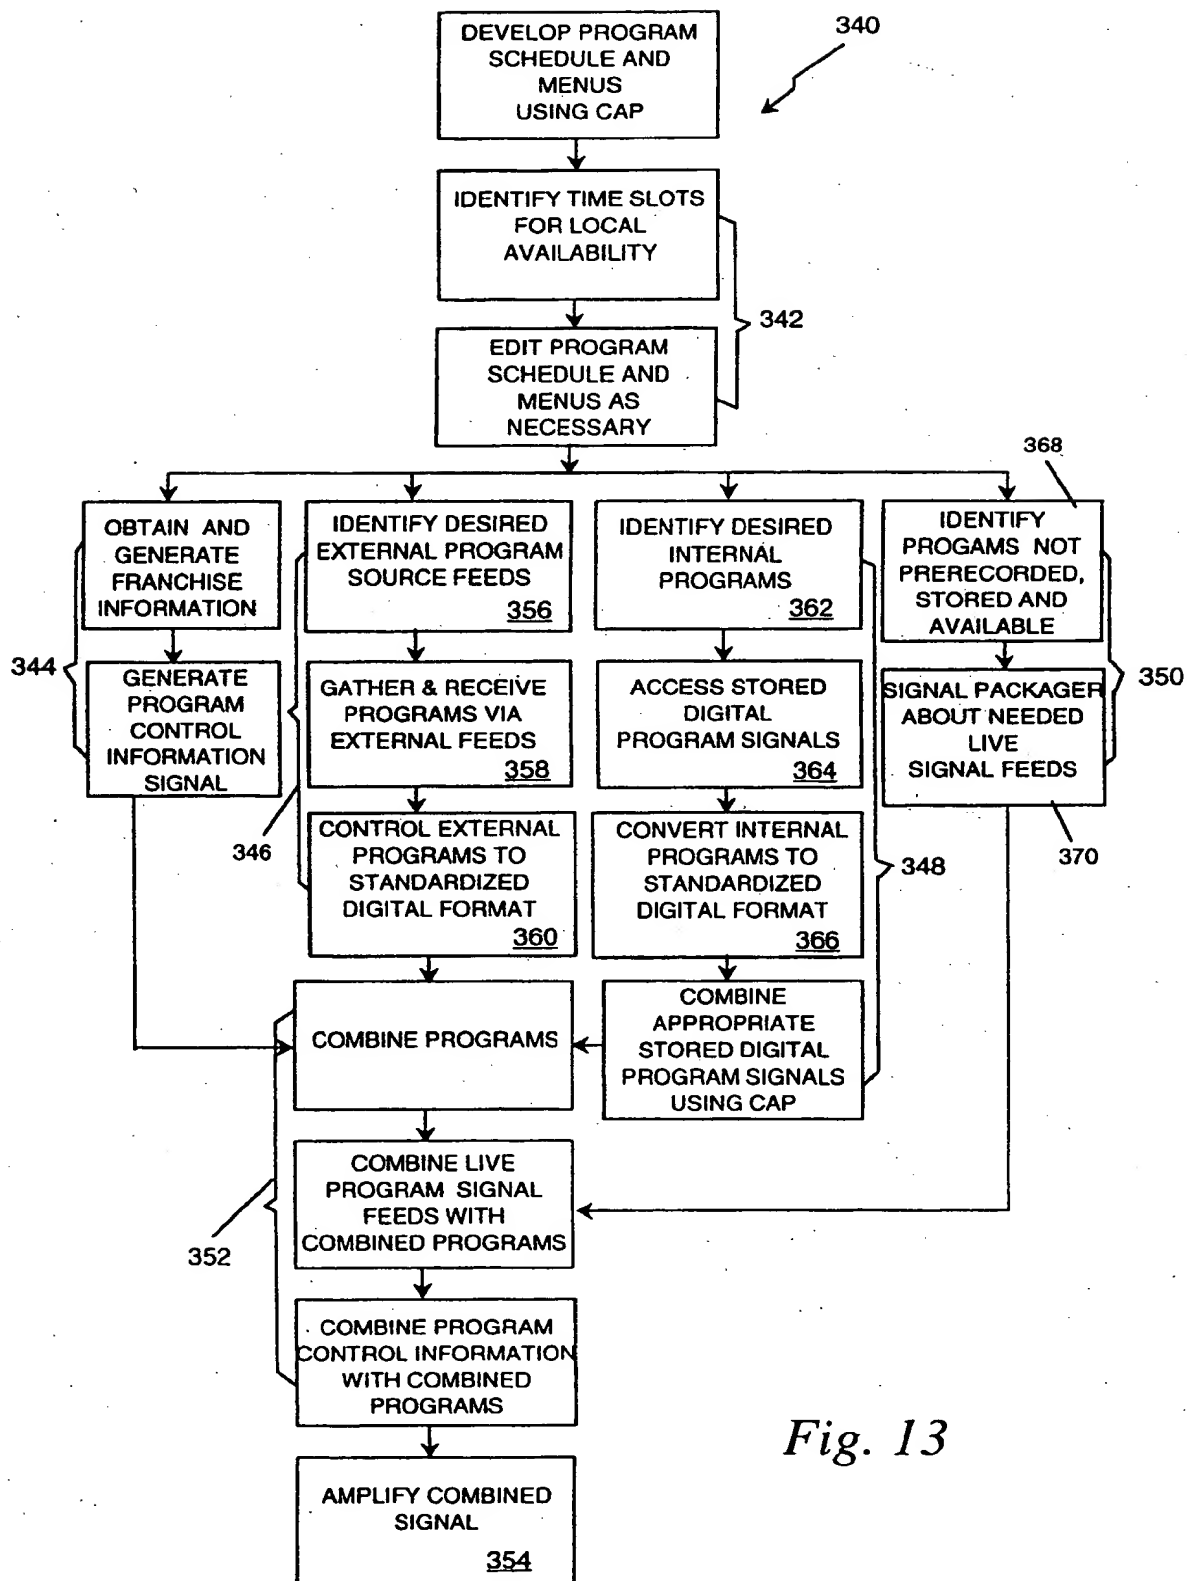 DEVELOP PROGRAM
SCHEDULE AND
MENUS
USING CAP
340
IDENTIFY TIME SLOTS
FOR LOCAL
AVAILABILITY
342
EDIT PROGRAM
SCHEDULE AND
MENUS AS
NECESSARY
OBTAIN AND
GENERATE
FRANCHISE
INFORMATION
344
GENERATE
PROGRAM
CONTROL
INFORMATION
SIGNAL
IDENTIFY DESIRED
EXTERNAL PROGRAM
SOURCE FEEDS
356
GATHER & RECEIVE
PROGRAMS VIA
EXTERNAL FEEDS
358
346
CONTROL EXTERNAL
PROGRAMS TO
STANDARDIZED
DIGITAL FORMAT
360
IDENTIFY DESIRED
INTERNAL
PROGRAMS
362
ACCESS STORED
DIGITAL
PROGRAM SIGNALS
364
CONVERT INTERNAL
PROGRAMS TO
STANDARDIZED
DIGITAL FORMAT
366
348
COMBINE
APPROPRIATE
STORED DIGITAL
PROGRAM SIGNALS
USING CAP
368
IDENTIFY
PROGAMS NOT
PRERECORDED,
STORED AND
AVAILABLE
350
SIGNAL PACKAGER
ABOUT NEEDED
LIVE
SIGNAL FEEDS
370
COMBINE PROGRAMS
COMBINE LIVE
PROGRAM SIGNAL
FEEDS WITH
COMBINED PROGRAMS
352
COMBINE PROGRAM
CONTROL INFORMATION
WITH COMBINED
PROGRAMS
AMPLIFY COMBINED
SIGNAL
354
Fig. 13